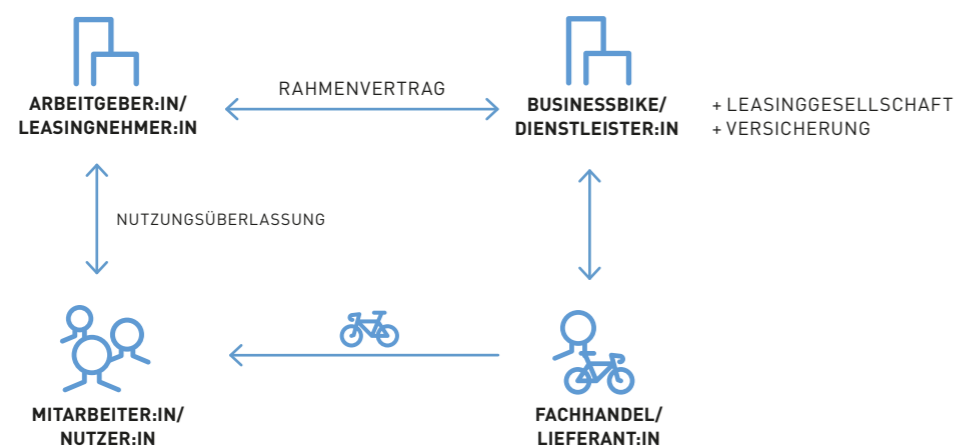 RAHMENVERTRAG
ARBEITGEBER:IN/
LEASINGNEHMER:IN
BUSINESSBIKE/
DIENSTLEISTER:IN
+ LEASINGGESELLSCHAFT
+ VERSICHERUNG
NUTZUNGSÜBERLASSUNG
MITARBEITER:IN/
NUTZER:IN
FACHHANDEL/
LIEFERANT:IN